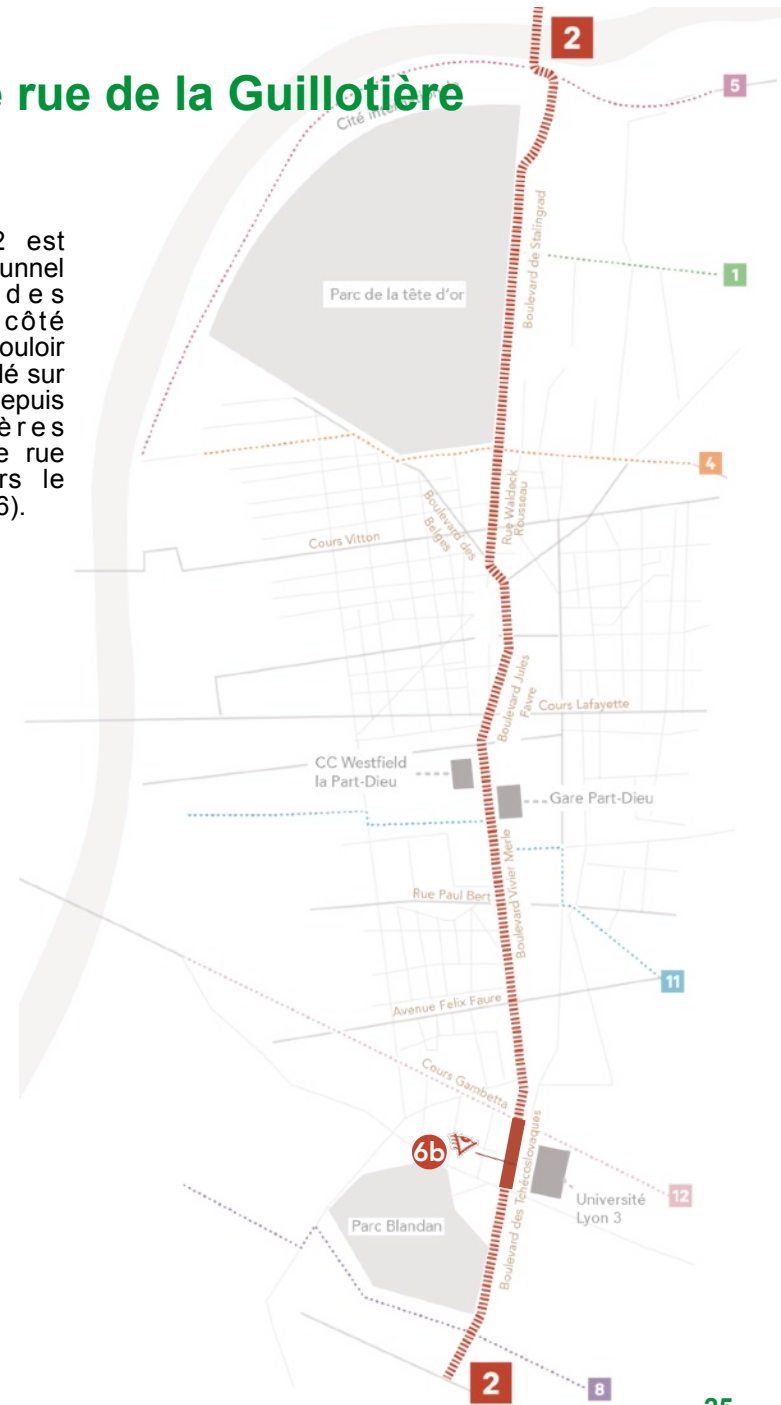 2
e rue de la Guillotière
5
2 est
unnel
des
côté
ouloir
lé sur
epuis
ères
e rue
rs le
6).
Boulevard de Stalingrad
1
Parc de la tête d'or
4
Rue Waldeck
Rousseau
Boulevard des
Belges
Cours Vitton
Boulevard Jules
Favre
Cours Lafayette
CC Westfield
la Part-Dieu
Gare Part-Dieu
Boulevard Vivier Merle
Rue Paul Bert
11
Avenue Felix Faure
Cours Gambetta
6b
Boulevard des Tchécoslovaques
Université
Lyon 3
12
Parc Blandan
2
8